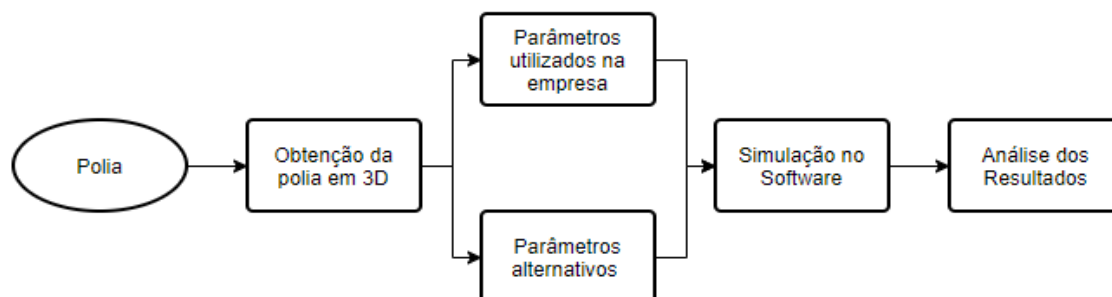 Polia
Obtenção da
polia em 3D
Parâmetros
utilizados na
empresa
Parâmetros
alternativos
Simulação no
Software
Análise dos
Resultados